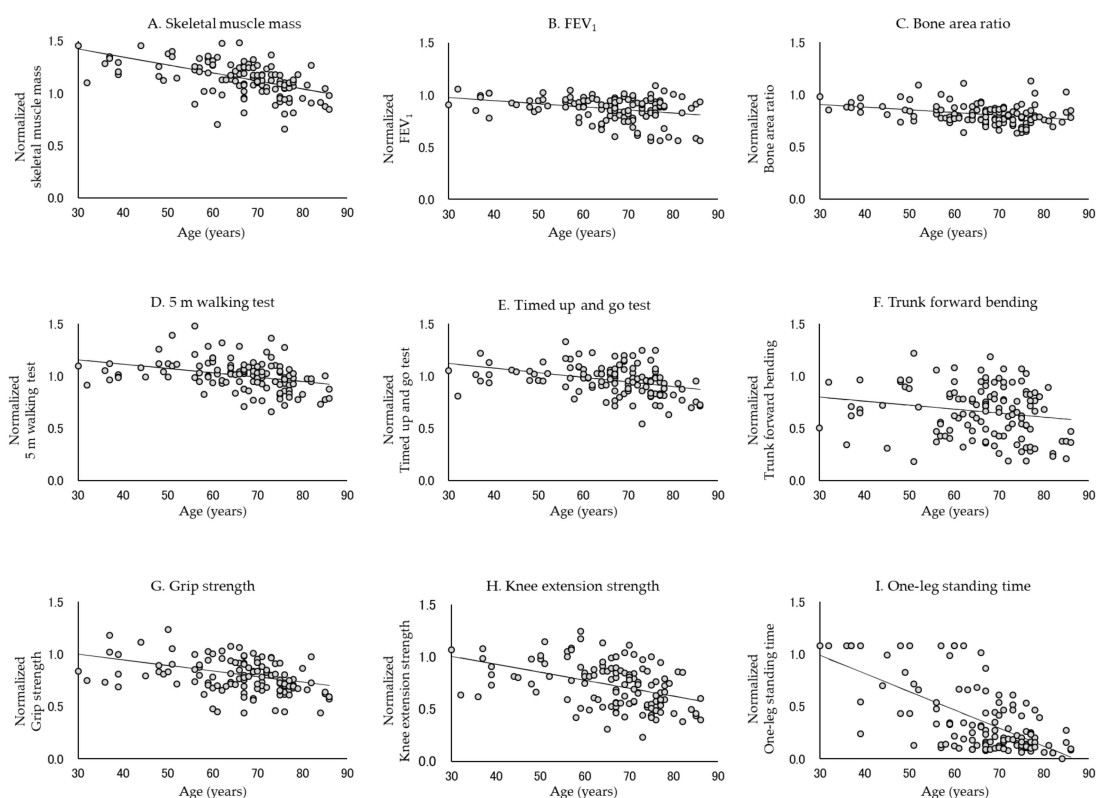 A. Skeletal muscle mass
Normalized
skeletal muscle mass
1.5
1.0
0.5
0.0
30 40 50 60 70 80 90
Age (years)
B. FEV₁
Normalized
FEV₁
1.5
1.0
0.5
0.0
30 40 50 60 70 80 90
Age (years)
C. Bone area ratio
Normalized
Bone area ratio
1.5
1.0
0.5
0.0
30 40 50 60 70 80 90
Age (years)
D. 5 m walking test
Normalized
5 m walking test
1.5
1.0
0.5
0.0
30 40 50 60 70 80 90
Age (years)
E. Timed up and go test
Normalized
Timed up and go test
1.5
1.0
0.5
0.0
30 40 50 60 70 80 90
Age (years)
F. Trunk forward bending
Normalized
Trunk forward bending
1.5
1.0
0.5
0.0
30 40 50 60 70 80 90
Age (years)
G. Grip strength
Normalized
Grip strength
1.5
1.0
0.5
0.0
30 40 50 60 70 80 90
Age (years)
H. Knee extension strength
Normalized
Knee extension strength
1.5
1.0
0.5
0.0
30 40 50 60 70 80 90
Age (years)
I. One-leg standing time
Normalized
One-leg standing time
1.5
1.0
0.5
0.0
30 40 50 60 70 80 90
Age (years)